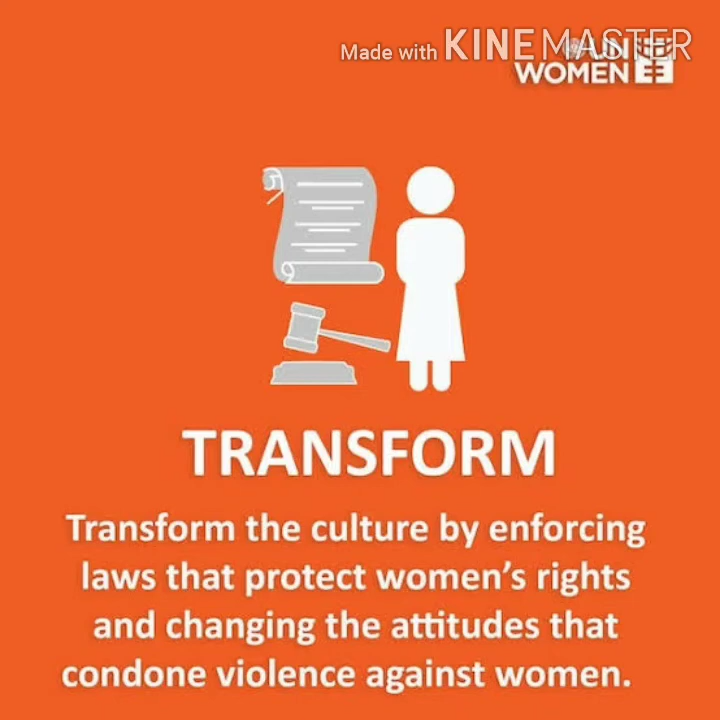 Made with KINEMASTER
UN
WOMEN
TRANSFORM
Transform the culture by enforcing
laws that protect women’s rights
and changing the attitudes that
condone violence against women.